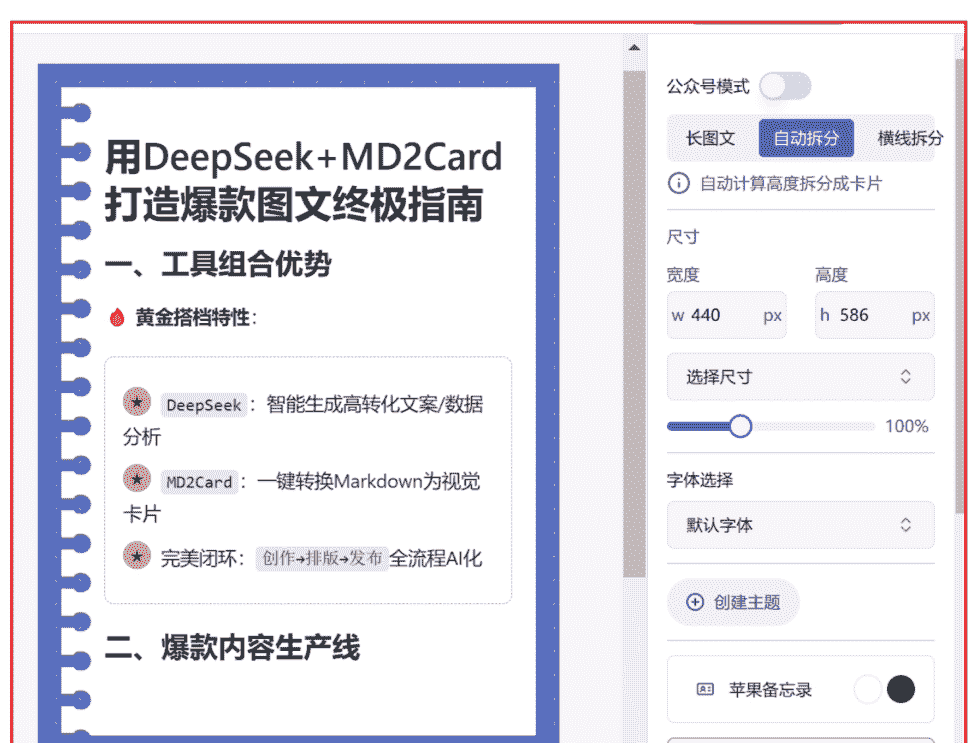 用DeepSeek+MD2Card
打造爆款图文终极指南
一、工具组合优势
黄金搭档特性：
DeepSeek：智能生成高转化文案/数据
分析
MD2Card：一键转换Markdown为视觉
卡片
完美闭环：创作→排版→发布全流程AI化
二、爆款内容生产线
公众号模式
长图文 自动拆分 横线拆分
自动计算高度拆分成卡片
尺寸
宽度 高度
w 440 px h 586 px
选择尺寸
100%
字体选择
默认字体
创建主题
苹果备忘录